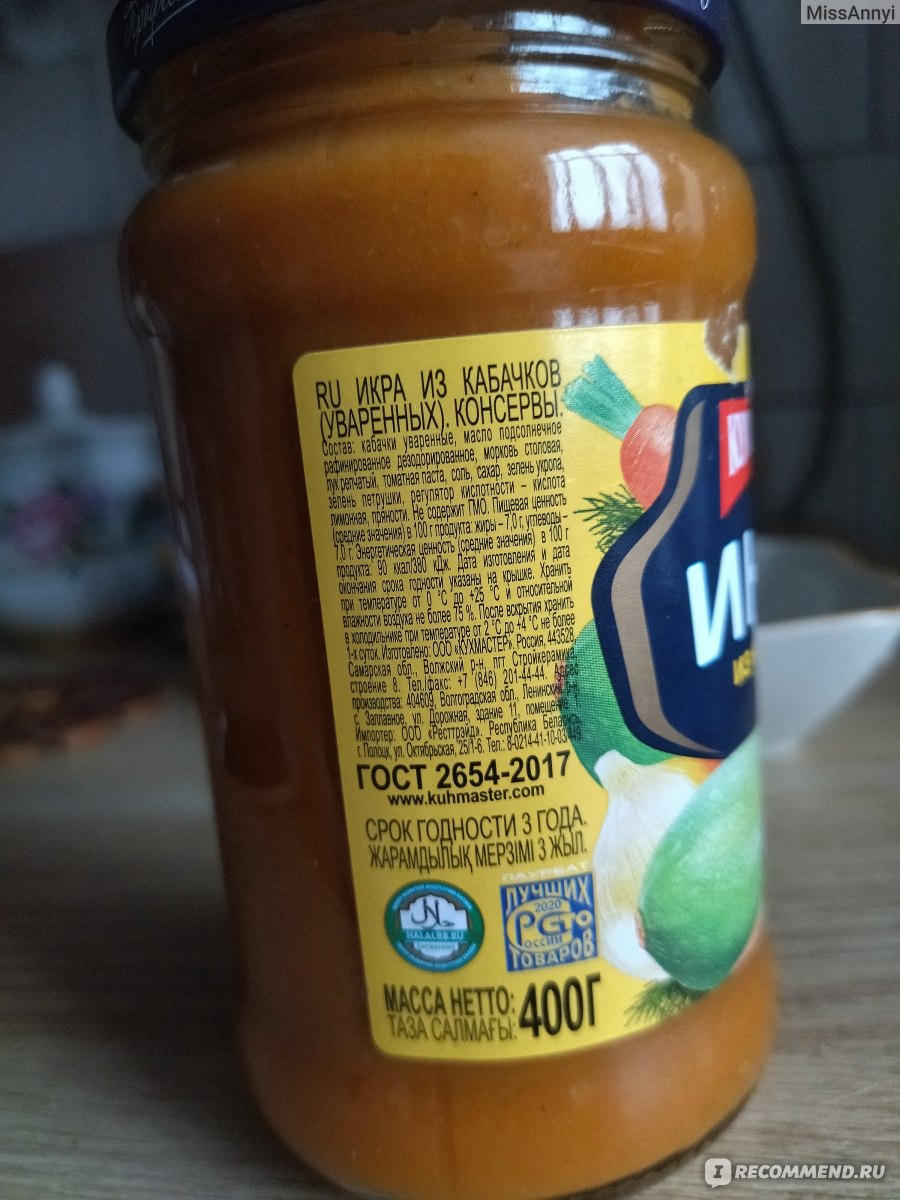 MissAnnyi
RU ИКРА ИЗ КАБАЧКОВ
(УВАРЕННЫХ). КОНСЕРВЫ.
Состав: кабачки уваренные, масло подсолнечное
рафинированное дезодорированное, морковь столовая,
лук репчатый, томатная паста, соль, сахар, зелень укропа,
зелень петрушки, регулятор кислотности – кислота
лимонная, пряности. Не содержит ГМО. Пищевая ценность
(средние значения) в 100 г продукта: жиры – 7,0 г, углеводы –
7,0 г. Энергетическая ценность (средние значения) в 100 г
продукта: 90 ккал/380 кДж. Дата изготовления и дата
окончания срока годности указаны на крышке. Хранить
при температуре от 0 °С до +25 °С и относительной
влажности воздуха не более 75 %. После вскрытия хранить
в холодильнике при температуре от 2 °С до +4 °С не более
1-х суток. Изготовлено: ООО «КУХМАСТЕР», Россия, 443528,
Самарская обл., Волжский р-н, пгт Стройкерамика,
строение 8. Тел./факс: +7 (846) 201-44-44. Адрес
производства: 404609, Волгоградская обл., Ленинский
с. Заплавное, ул. Дорожная, здание 11,
Импортер: ООО «Ресттрэйд». Республика
г. Полоцк, ул. Октябрьская, 25/1-6. Тел.: 8-0214-41-10-03
ГОСТ 2654-2017
www.kuhmaster.com
СРОК ГОДНОСТИ 3 ГОДА.
ЖАРАМДЫЛЫҚ МЕРЗІМІ 3 ЖЫЛ.
HALALRB.RU
ПРОВЕРЕНО
ЛАУРЕАТ
ЛУЧШИХ
2020
РОССИИ
ТОВАРОВ
МАССА НЕТТО: 400Г
ТАЗА САЛМАҒЫ:
IRECOMMEND.RU